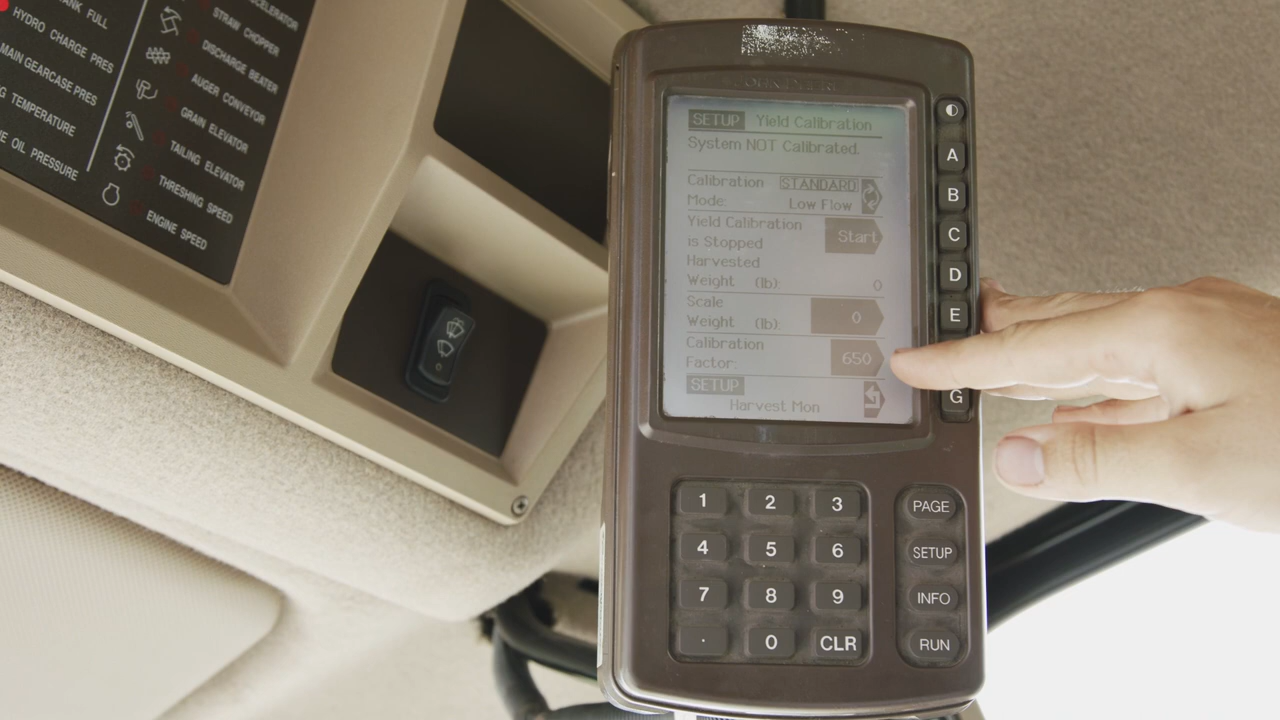 TANK FULL
HYDRO CHARGE PRES
MAIN GEARCASE PRES
TEMPERATURE
OIL PRESSURE
STRAW CHOPPER
DISCHARGE BEATER
AUGER CONVEYOR
GRAIN ELEVATOR
TAILING ELEVATOR
THRESHING SPEED
ENGINE SPEED
SETUP Yield Calibration
System NOT Calibrated.
Calibration STANDARD
Mode: Low Flow
Yield Calibration
is Stopped Start
Harvested
Weight (lb): 0
Scale
Weight (lb): 0
Calibration
Factor: 650
SETUP
Harvest Mon
A
B
C
D
E
G
1 2 3
4 5 6
7 8 9
. 0 CLR
PAGE
SETUP
INFO
RUN